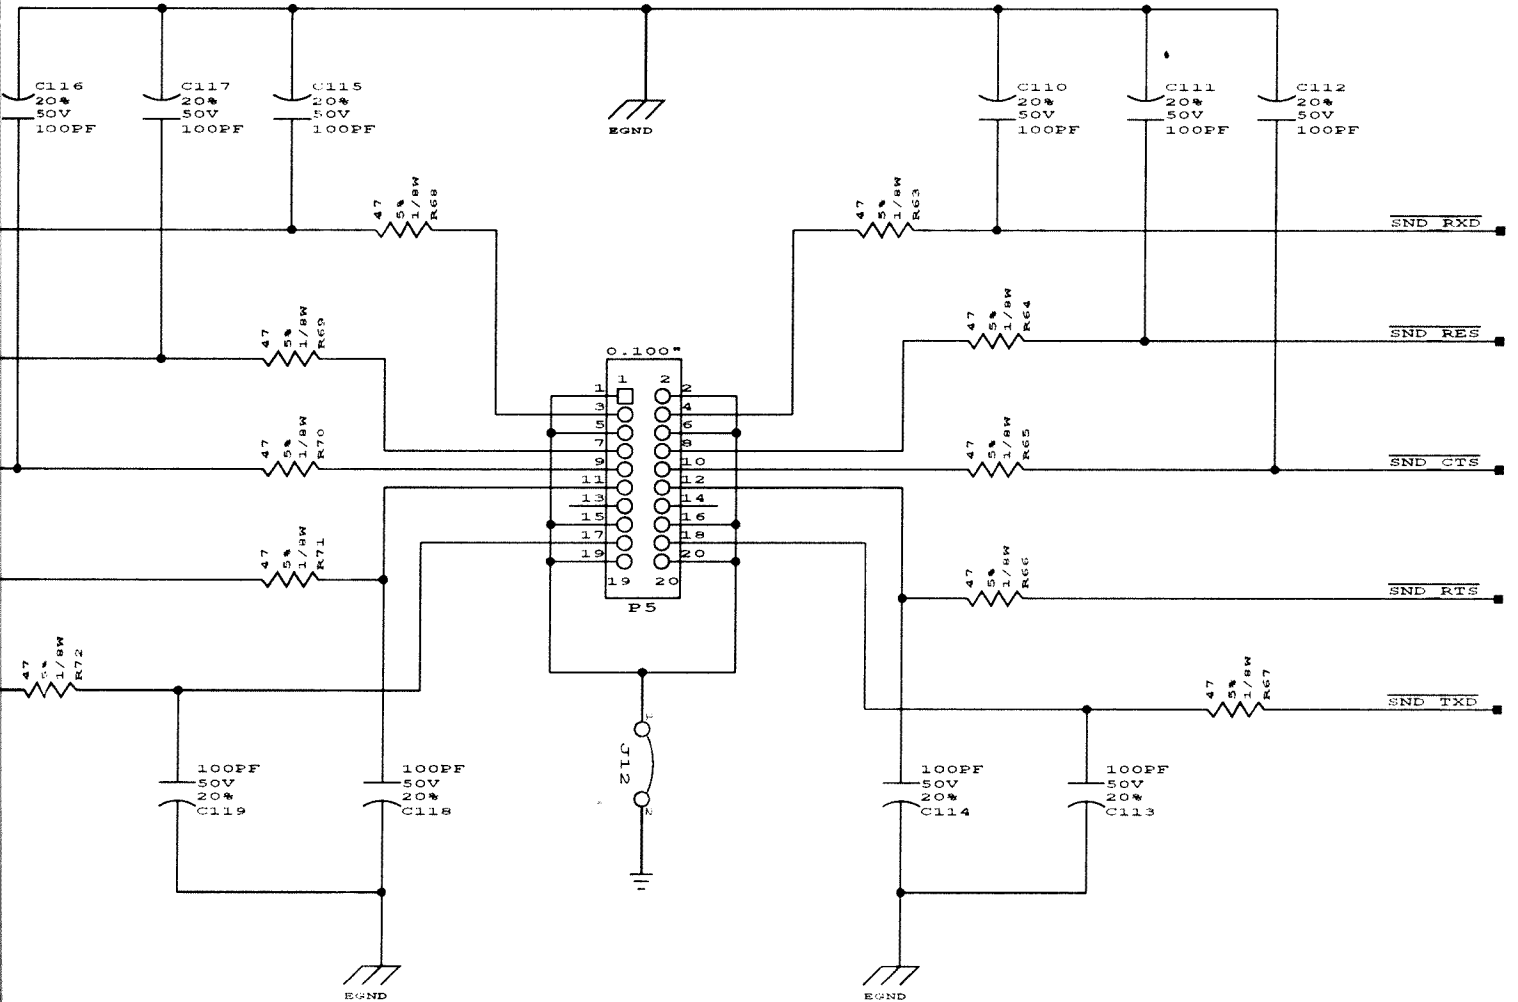 C116
20%
50V
100PF
C117
20%
50V
100PF
C115
20%
50V
100PF
EGND
C110
20%
50V
100PF
C111
20%
50V
100PF
C112
20%
50V
100PF
47
5%
1/8W
R68
47
5%
1/8W
R63
SND RXD
47
5%
1/8W
R69
47
5%
1/8W
R64
SND RES
0.100"
1
2
1
2
3
4
5
6
7
8
9
10
11
12
13
14
15
16
17
18
19
20
19
20
P5
47
5%
1/8W
R70
47
5%
1/8W
R65
SND CTS
47
5%
1/8W
R71
47
5%
1/8W
R66
SND RTS
47
5%
1/8W
R72
47
5%
1/8W
R67
SND TXD
1
J12
2
100PF
50V
20%
C119
100PF
50V
20%
C118
100PF
50V
20%
C114
100PF
50V
20%
C113
EGND
EGND